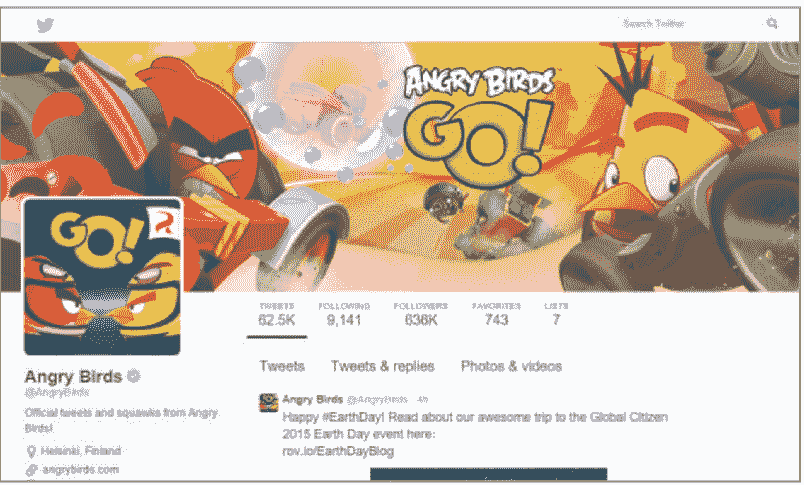 Search Twitter
ANGRY BIRDS
GO!
GO!
TWEETS FOLLOWING FOLLOWERS FAVORITES LISTS
62.5K 9,141 636K 743 7
Tweets Tweets & replies Photos & videos
Angry Birds
@AngryBirds
Official tweets and squawks from Angry
Birds!
Helsinki, Finland
angrybirds.com
Angry Birds @AngryBirds · 4h
Happy #EarthDay! Read about our awesome trip to the Global Citizen
2015 Earth Day event here:
rov.io/EarthDayBlog